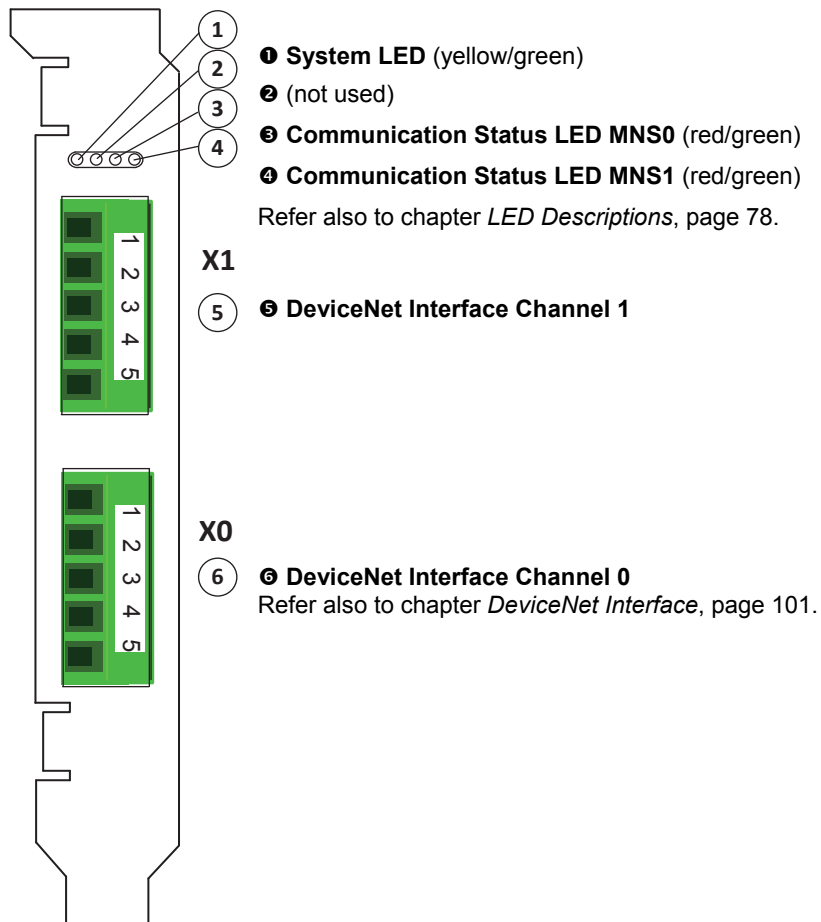 1
❶ System LED (yellow/green)
2
❷ (not used)
3
❸ Communication Status LED MNS0 (red/green)
4
❹ Communication Status LED MNS1 (red/green)
Refer also to chapter LED Descriptions, page 78.
1
2
3
4
5
X1
5
❺ DeviceNet Interface Channel 1
1
2
3
4
5
X0
6
❻ DeviceNet Interface Channel 0
Refer also to chapter DeviceNet Interface, page 101.